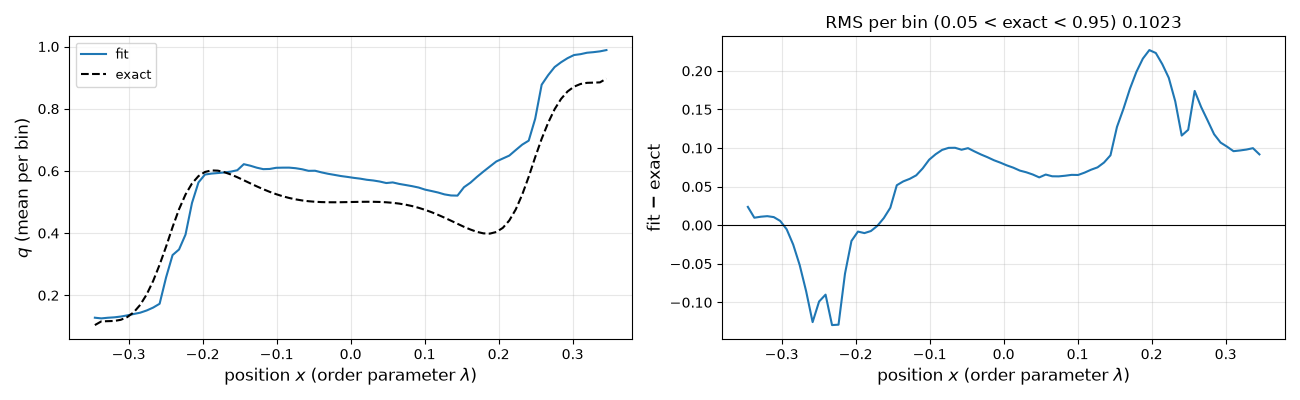 RMS per bin (0.05 < exact < 0.95) 0.1023
fit
exact
1.0
0.8
0.6
0.4
0.2
q (mean per bin)
−0.3 −0.2 −0.1 0.0 0.1 0.2 0.3
position x (order parameter λ)
0.20
0.15
0.10
0.05
0.00
−0.05
−0.10
fit − exact
−0.3 −0.2 −0.1 0.0 0.1 0.2 0.3
position x (order parameter λ)